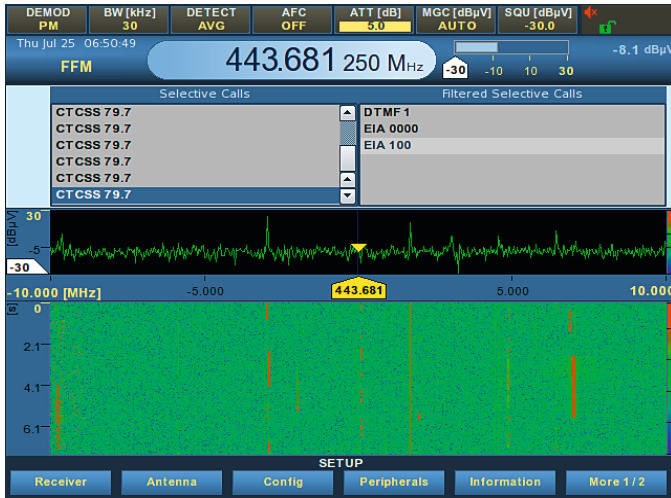 DEMOD BW [kHz] DETECT AFC ATT [dB] MGC [dBµV] SQU [dBµV]
PM 30 AVG OFF 5.0 AUTO -30.0
Thu Jul 25 06:50:49
FFM
443.681 250 MHz
-30 -10 10 30
-8.1 dBµV
Selective Calls Filtered Selective Calls
CTCSS 79.7 DTMF 1
CTCSS 79.7 EIA 0000
CTCSS 79.7 EIA 100
CTCSS 79.7
CTCSS 79.7
CTCSS 79.7
[dBµV]
30
-5
-30
-10.000 [MHz] -5.000 443.681 5.000 10.000
[s]
0
2.1
4.1
6.1
SETUP
Receiver Antenna Config Peripherals Information More 1 / 2